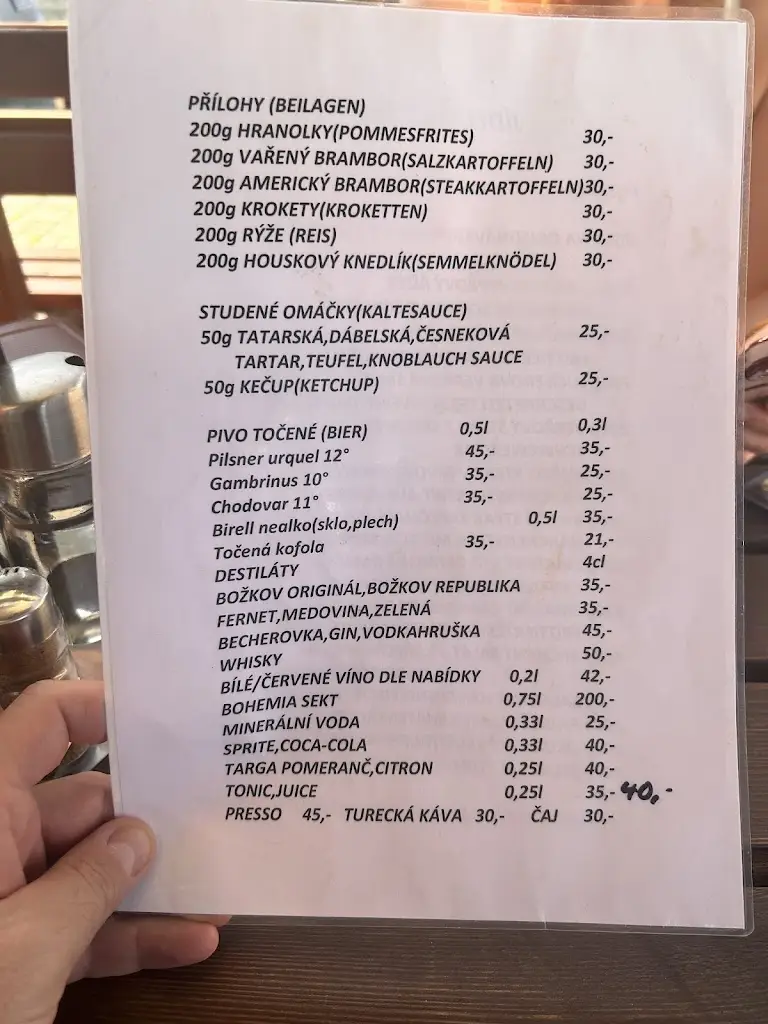 PŘÍLOHY (BEILAGEN)
200g HRANOLKY(POMMESFRITES) 30,-
200g VAŘENÝ BRAMBOR(SALZKARTOFFELN) 30,-
200g AMERICKÝ BRAMBOR(STEAKKARTOFFELN)30,-
200g KROKETY(KROKETTEN) 30,-
200g RÝŽE (REIS) 30,-
200g HOUSKOVÝ KNEDLÍK(SEMMELKNÖDEL) 30,-
STUDENÉ OMÁČKY(KALTESAUCE)
50g TATARSKÁ,DÁBELSKÁ,ČESNEKOVÁ 25,-
TARTAR,TEUFEL,KNOBLAUCH SAUCE
50g KEČUP(KETCHUP) 25,-
PIVO TOČENÉ (BIER) 0,5l 0,3l
Pilsner urquel 12° 45,- 35,-
Gambrinus 10° 35,- 25,-
Chodovar 11° 35,- 25,-
Birell nealko(sklo,plech) 0,5l 35,-
Točená kofola 35,- 21,-
DESTILÁTY 4cl
BOŽKOV ORIGINÁL,BOŽKOV REPUBLIKA 35,-
FERNET,MEDOVINA,ZELENÁ 35,-
BECHEROVKA,GIN,VODKAHRUŠKA 45,-
WHISKY 50,-
BÍLÉ/ČERVENÉ VÍNO DLE NABÍDKY 0,2l 42,-
BOHEMIA SEKT 0,75l 200,-
MINERÁLNÍ VODA 0,33l 25,-
SPRITE,COCA-COLA 0,33l 40,-
TARGA POMERANČ,CITRON 0,25l 40,-
TONIC,JUICE 0,25l 35,- 40,-
PRESSO 45,- TURECKÁ KÁVA 30,- ČAJ 30,-